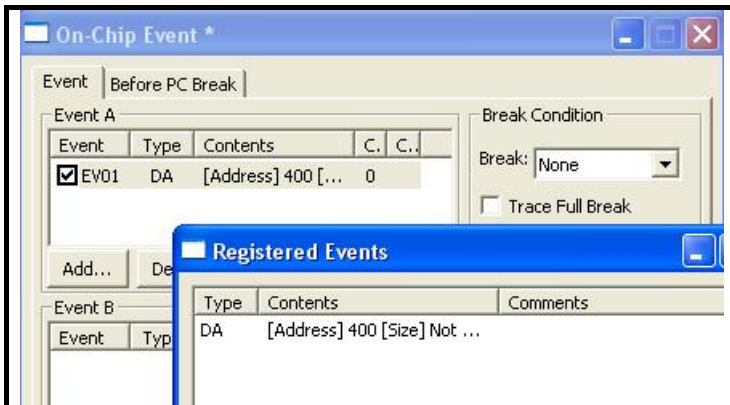 On-Chip Event *
Event Before PC Break
Event A
Event Type Contents C. C..
EV01 DA [Address] 400 [... 0
Add... De
Break Condition
Break: None
Trace Full Break
Event B
Event Typ
Registered Events
Type Contents Comments
DA [Address] 400 [Size] Not ...